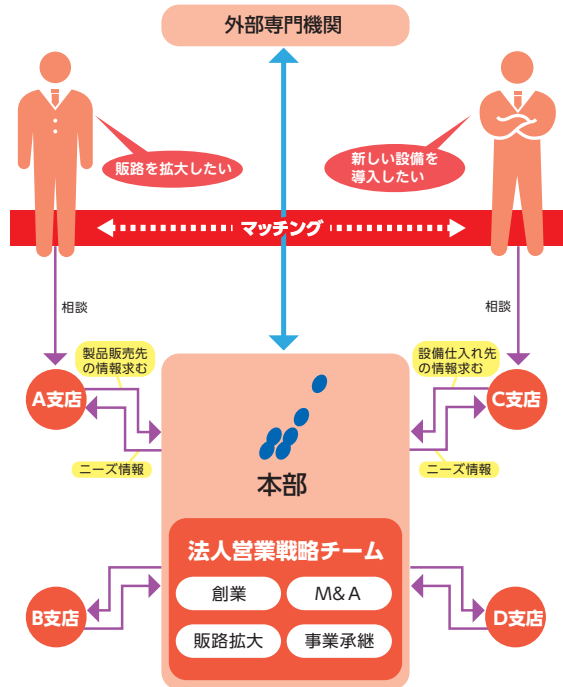 外部専門機関
販路を拡大したい
新しい設備を
導入したい
マッチング
相談
相談
製品販売先
の情報求む
設備仕入れ先
の情報求む
A支店
C支店
ニーズ情報
ニーズ情報
本部
法人営業戦略チーム
創業
M&A
販路拡大
事業承継
B支店
D支店